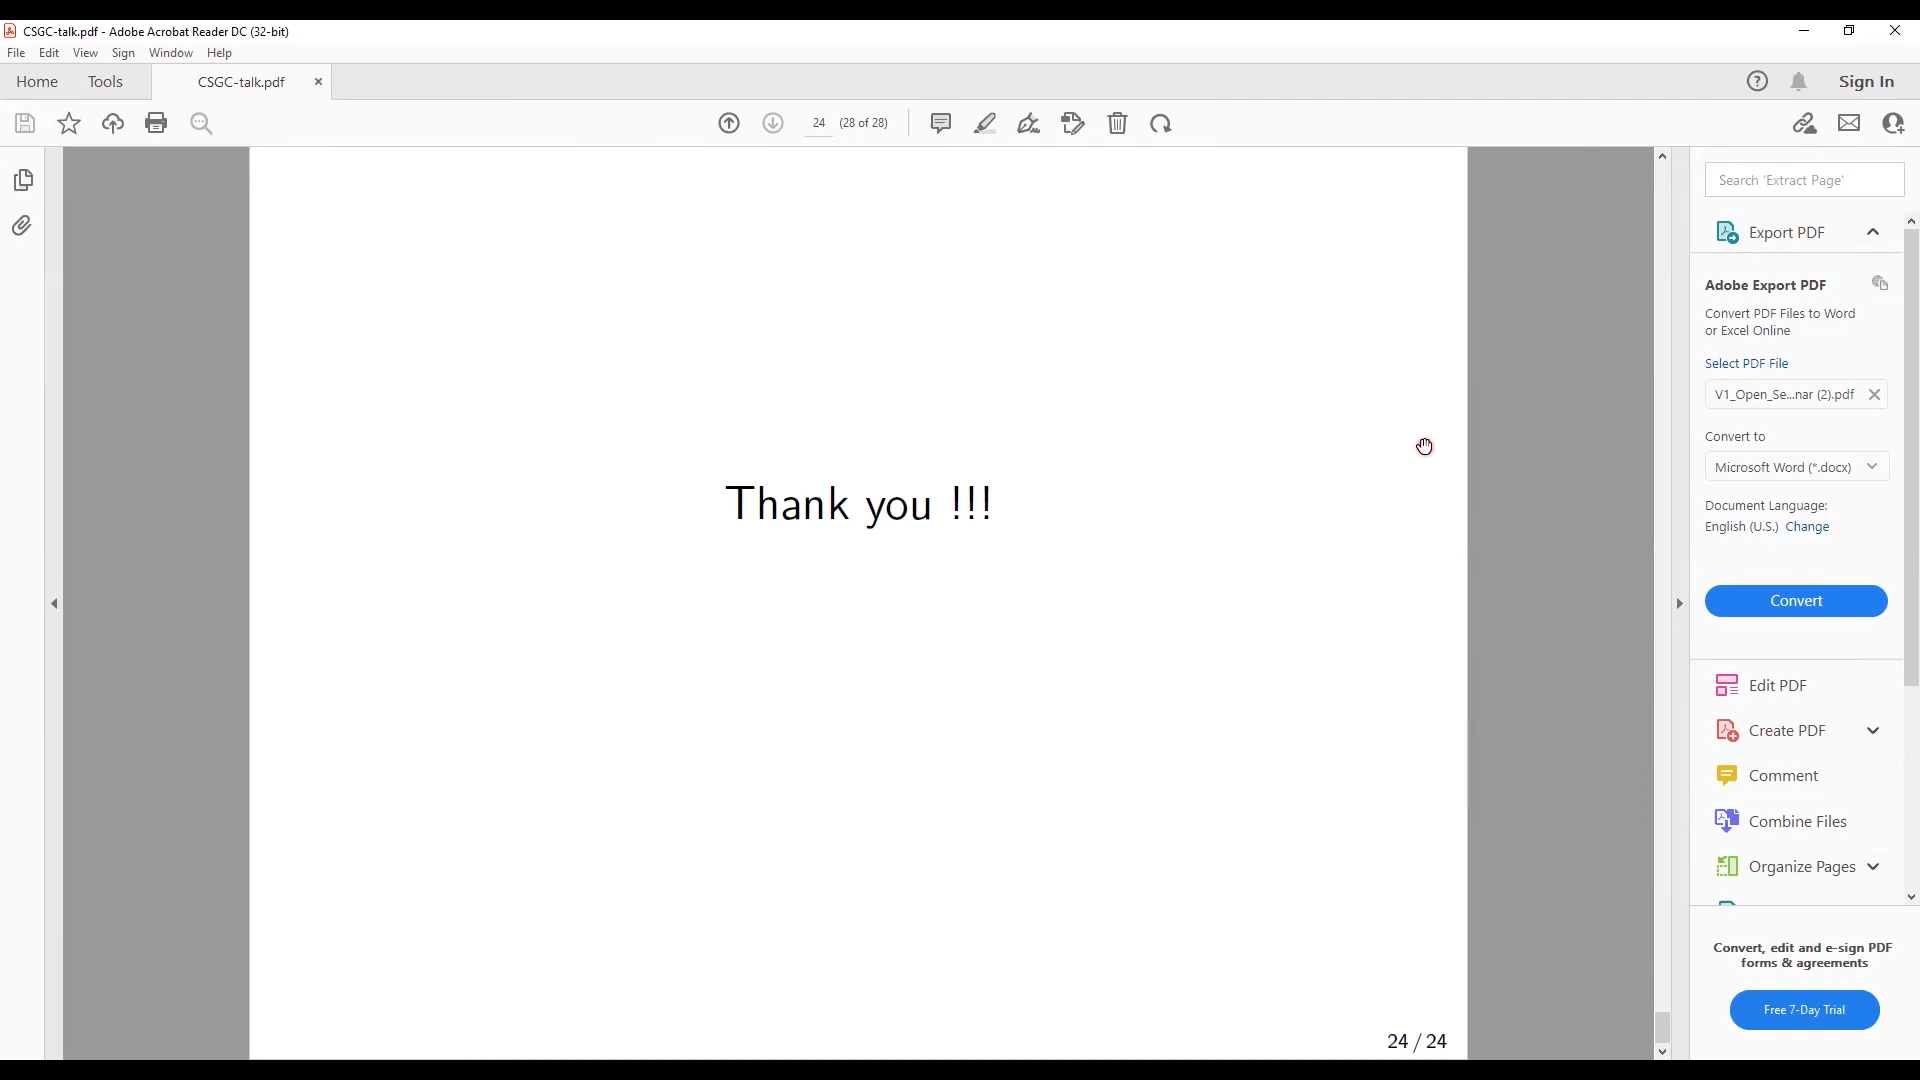 CSGC-talk.pdf - Adobe Acrobat Reader DC (32-bit)
File Edit View Sign Window Help
Home Tools CSGC-talk.pdf Sign In
24 (28 of 28)
Thank you !!!
24 / 24
Search 'Extract Page'
Export PDF
Adobe Export PDF
Convert PDF Files to Word
or Excel Online
Select PDF File
V1_Open_Se...nar (2).pdf
Convert to
Microsoft Word (*.docx)
Document Language:
English (U.S.) Change
Convert
Edit PDF
Create PDF
Comment
Combine Files
Organize Pages
Convert, edit and e-sign PDF
forms & agreements
Free 7-Day Trial